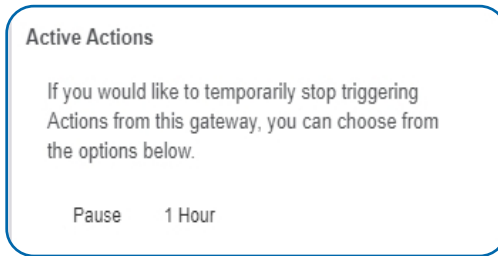 Active Actions
If you would like to temporarily stop triggering
Actions from this gateway, you can choose from
the options below.
Pause 1 Hour